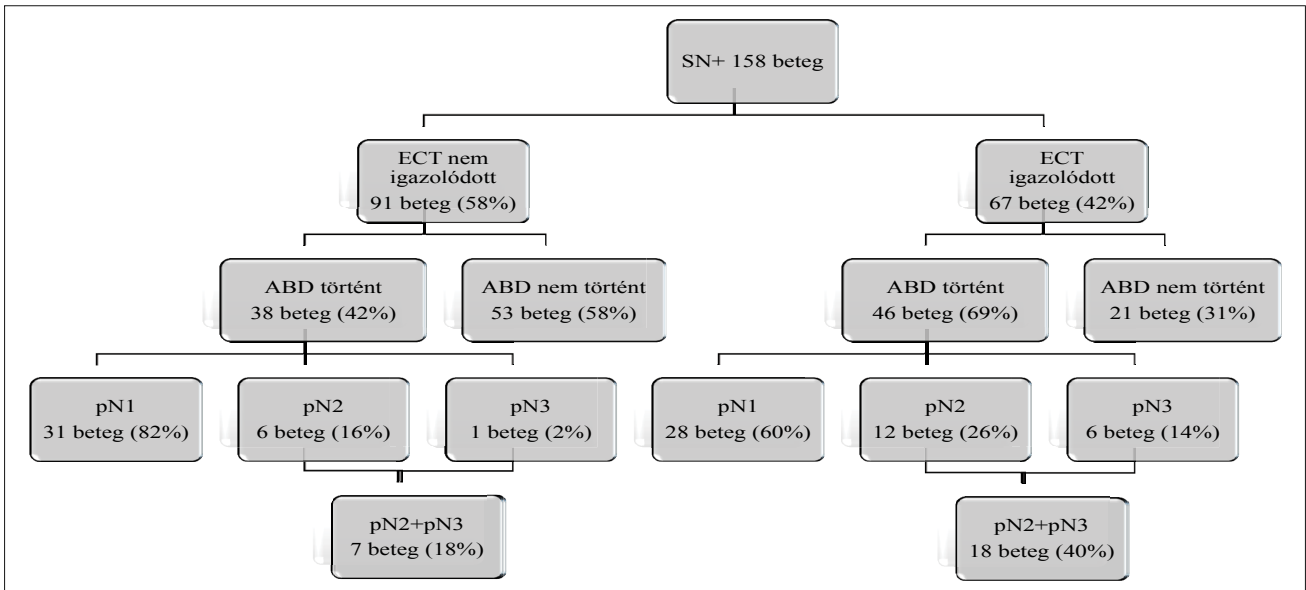 SN+ 158 beteg
ECT nem
igazolódott
91 beteg (58%)
ECT
igazolódott
67 beteg (42%)
ABD történt
38 beteg (42%)
ABD nem történt
53 beteg (58%)
ABD történt
46 beteg (69%)
ABD nem történt
21 beteg (31%)
pN1
31 beteg (82%)
pN2
6 beteg (16%)
pN3
1 beteg (2%)
pN1
28 beteg (60%)
pN2
12 beteg (26%)
pN3
6 beteg (14%)
pN2+pN3
7 beteg (18%)
pN2+pN3
18 beteg (40%)